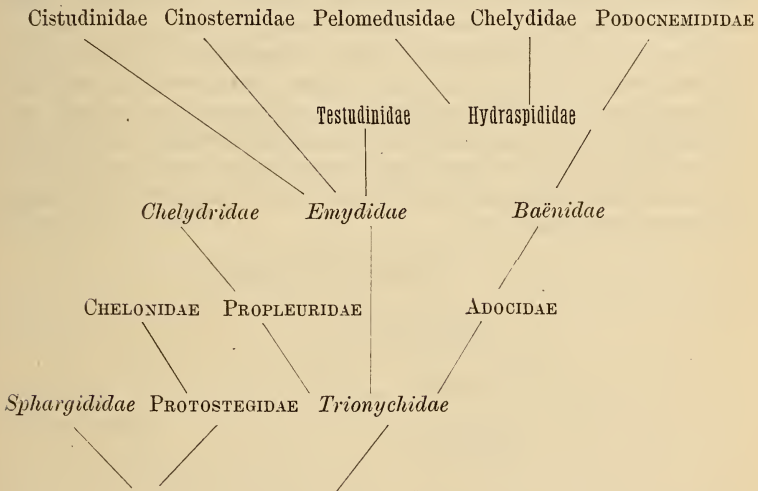 Cistudinidae Cinosternidae Pelomedusidae Chelydidae PODOCNEMIDIDAE
Testudinidae Hydraspididae
Chelydridae Emydidae Baënidae
CHELONIDAE PROPLEURIDAE ADOCIDAE
Sphargididae PROTOSTEGIDAE Trionychidae